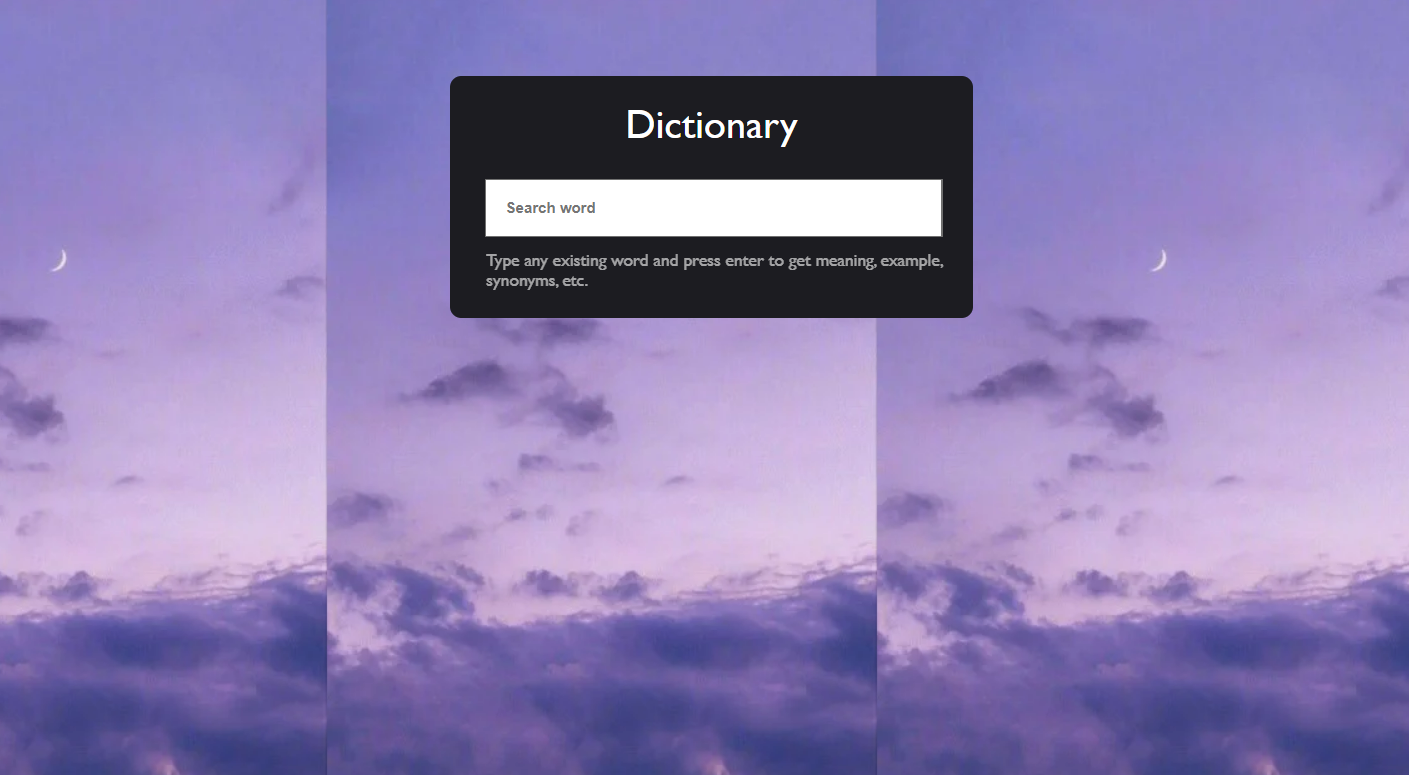 Dictionary
Search word
Type any existing word and press enter to get meaning, example,
synonyms, etc.